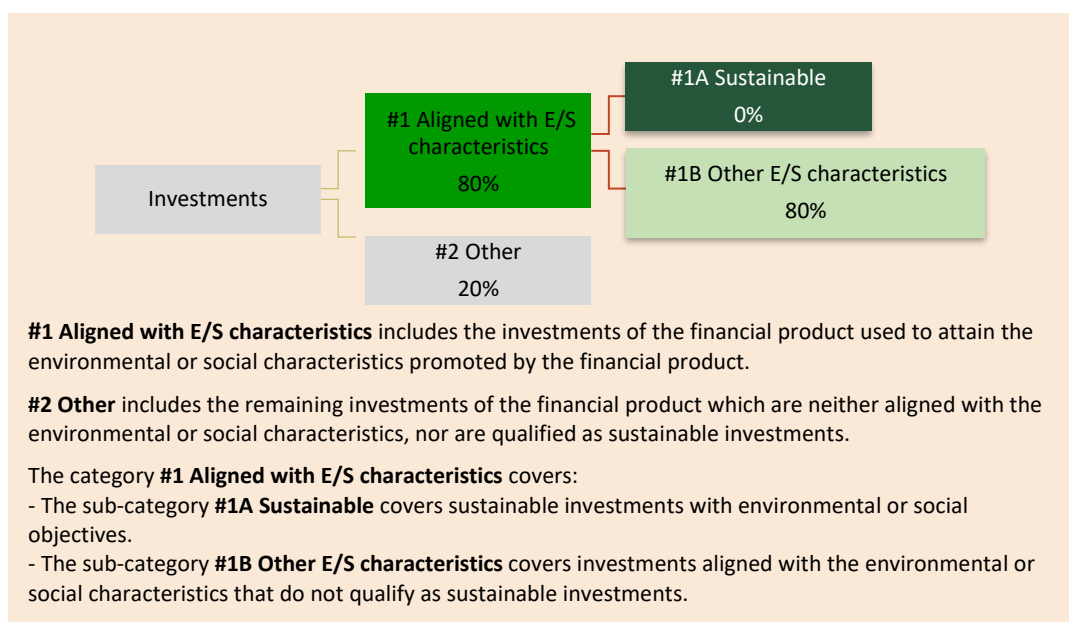 #1A Sustainable
0%
#1 Aligned with E/S
characteristics
80%
#1B Other E/S characteristics
80%
Investments
#2 Other
20%
#1 Aligned with E/S characteristics includes the investments of the financial product used to attain the
environmental or social characteristics promoted by the financial product.
#2 Other includes the remaining investments of the financial product which are neither aligned with the
environmental or social characteristics, nor are qualified as sustainable investments.
The category #1 Aligned with E/S characteristics covers:
- The sub-category #1A Sustainable covers sustainable investments with environmental or social
objectives.
- The sub-category #1B Other E/S characteristics covers investments aligned with the environmental or
social characteristics that do not qualify as sustainable investments.